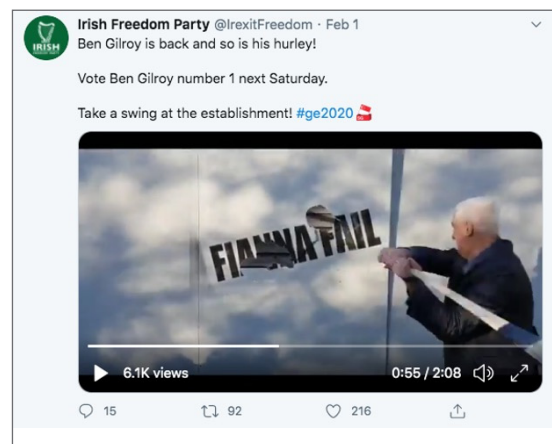 IRISH
Irish Freedom Party @IrexitFreedom · Feb 1
Ben Gilroy is back and so is his hurley!
Vote Ben Gilroy number 1 next Saturday.
Take a swing at the establishment! #ge2020
FIANNA FAIL
6.1K views
0:55 / 2:08
15
92
216